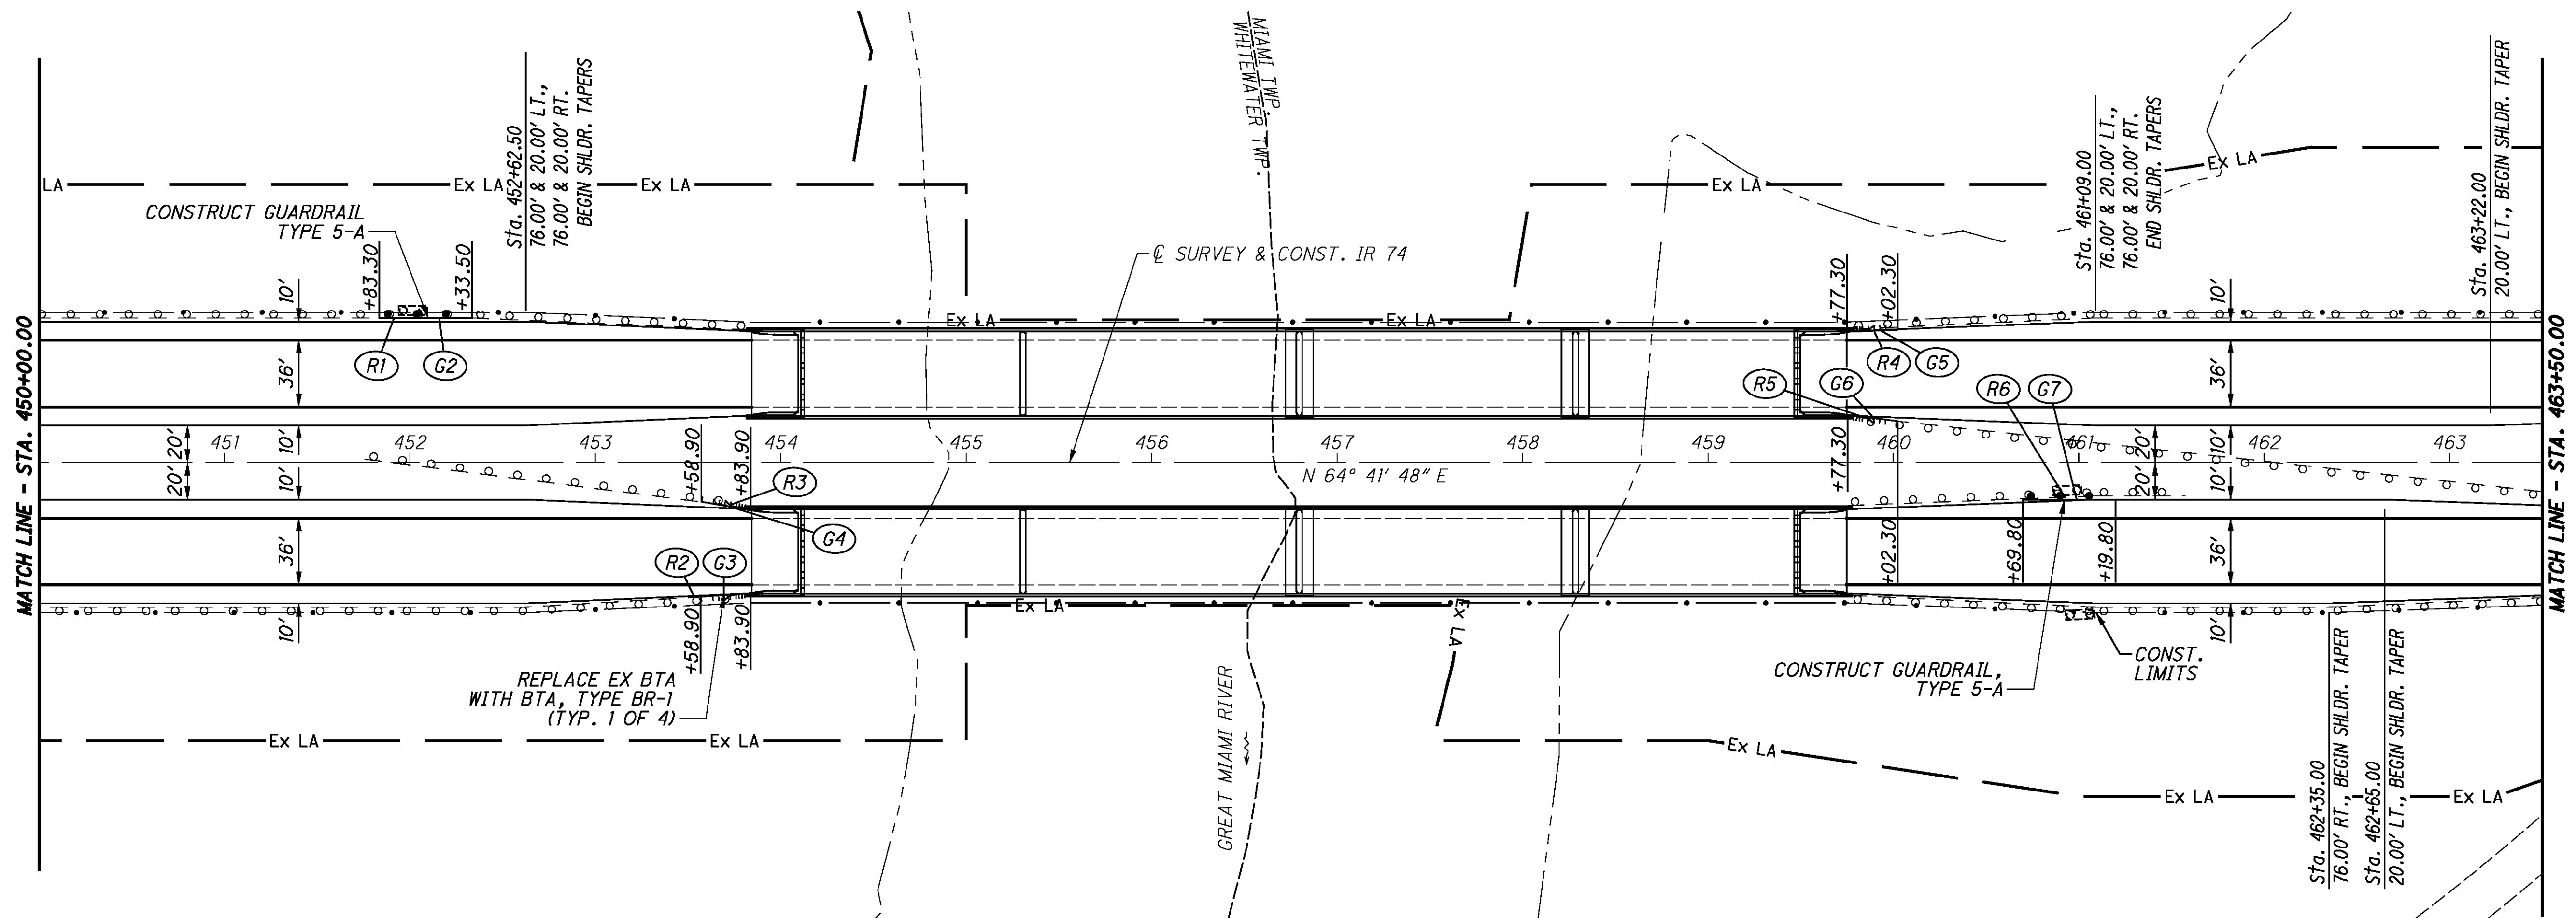 MATCH LINE - STA. 450+00.00
LA
Ex LA
Ex LA
CONSTRUCT GUARDRAIL
TYPE 5-A
+83.30
+33.50
Sta. 452+62.50
76.00' & 20.00' LT.,
76.00' & 20.00' RT.
BEGIN SHLDR. TAPERS
MIAMI TWP.
WHITEWATER TWP.
℄ SURVEY & CONST. IR 74
Ex LA
Ex LA
Ex LA
Ex LA
+77.30
+02.30
Sta. 461+09.00
76.00' & 20.00' LT.,
76.00' & 20.00' RT.
END SHLDR. TAPERS
Sta. 463+22.00
20.00' LT., BEGIN SHLDR. TAPER
10'
R1
G2
36'
R4
G5
R5
G6
R6
G7
10'
36'
451
452
453
454
455
456
457
458
459
460
461
462
463
20'
20'
10'
10'
+58.90
+83.90
R3
G4
N 64° 41' 48" E
+77.30
+02.30
+69.80
+19.80
20'
20'
10'
10'
36'
R2
G3
36'
10'
+58.90
+83.90
10'
Ex LA
Ex LA
REPLACE EX BTA
WITH BTA, TYPE BR-1
(TYP. 1 OF 4)
GREAT MIAMI RIVER
CONSTRUCT GUARDRAIL,
TYPE 5-A
CONST.
LIMITS
Ex LA
Ex LA
Ex LA
Ex LA
Ex LA
Sta. 462+35.00
76.00' RT., BEGIN SHLDR. TAPER
Sta. 462+65.00
20.00' LT., BEGIN SHLDR. TAPER
MATCH LINE - STA. 463+50.00